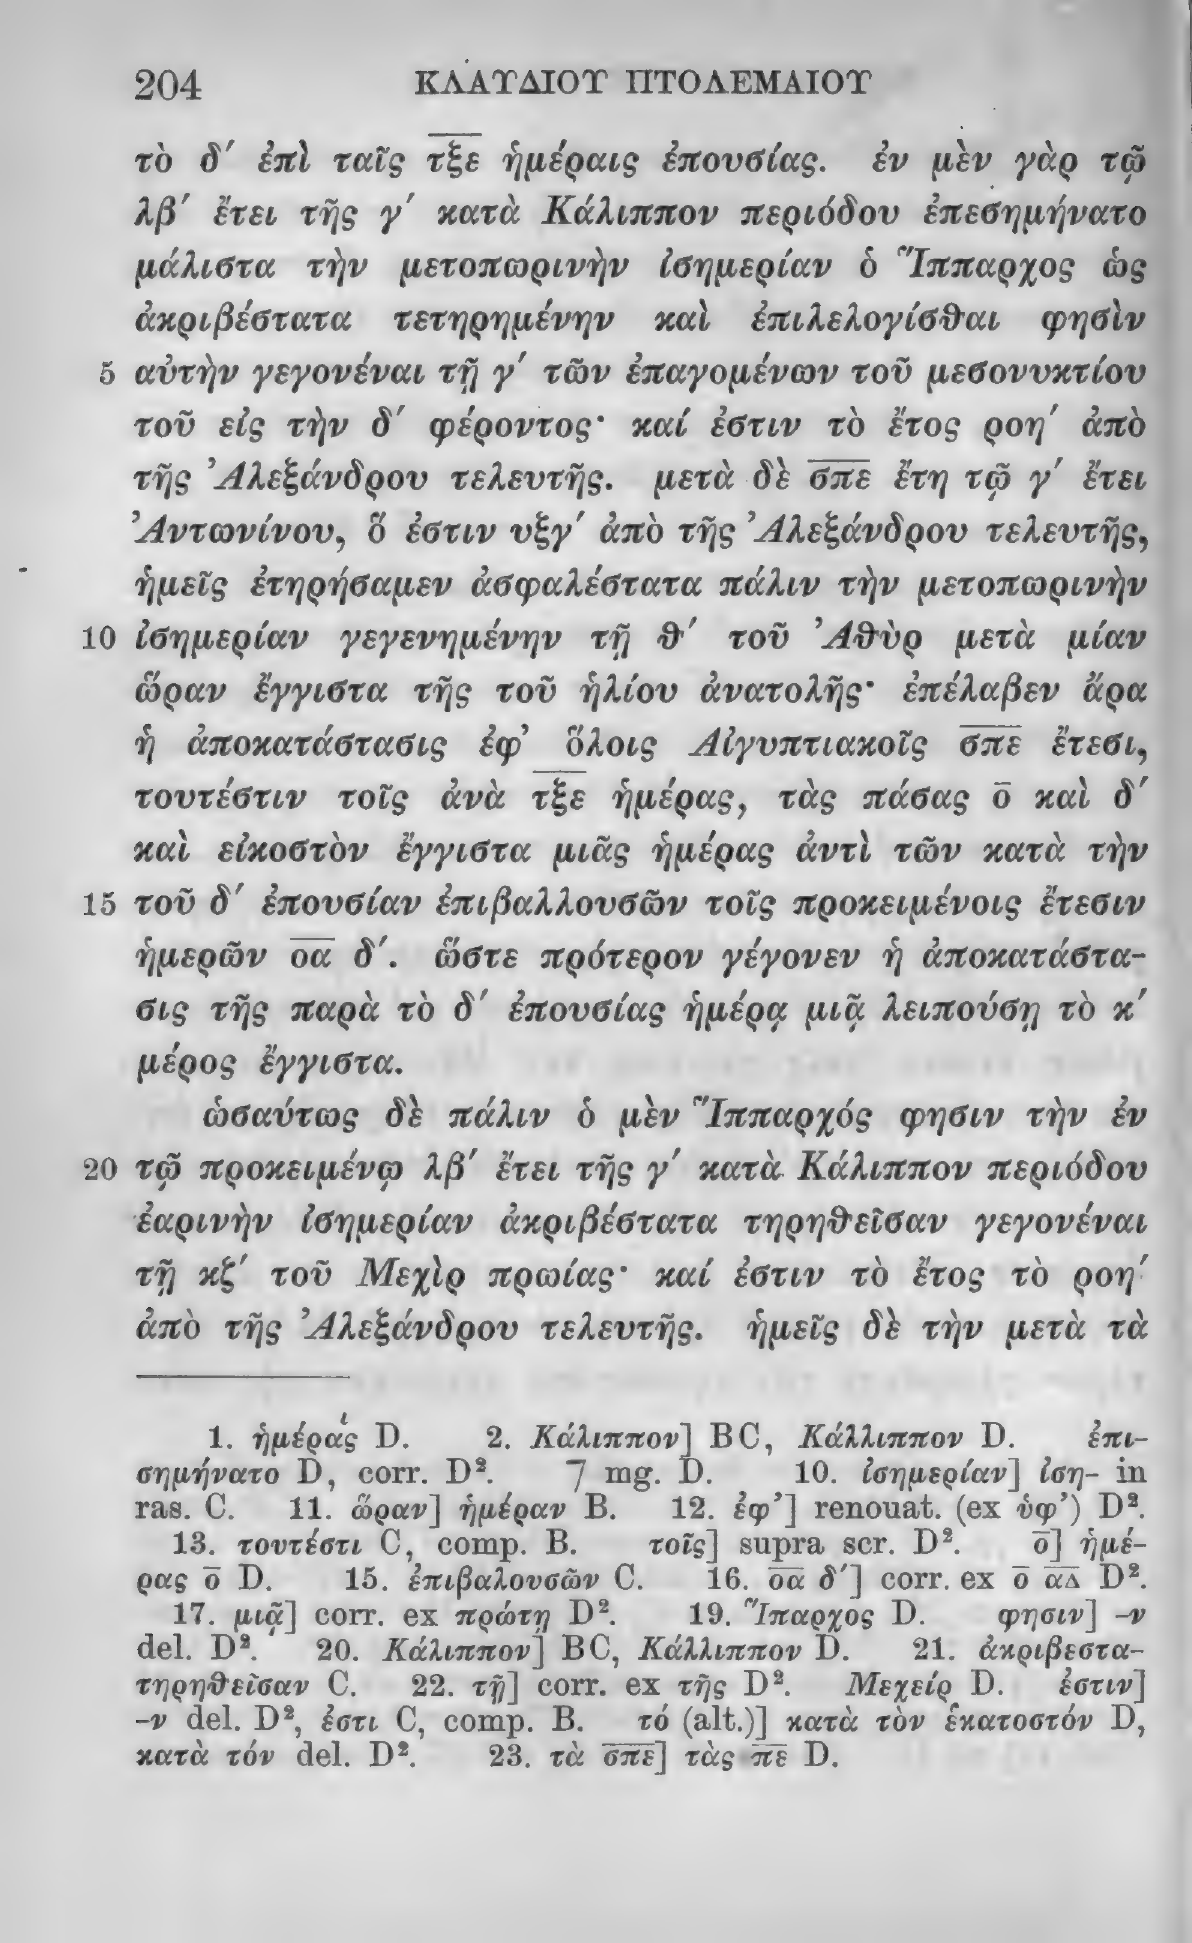 204 ΚΛΑΥΔΙΟΥ ΠΤΟΛΕΜΑΙΟΥ
τὸ δ′ ἐπὶ ταῖς τ̅ξ̅ε̅ ἡμέραις ἐπουσίας. ἐν μὲν γὰρ τῷ
λβ′ ἔτει τῆς γ′ κατὰ Κάλιππον περιόδου ἐπεσημήνατο
μάλιστα τὴν μετοπωρινὴν ἰσημερίαν ὁ Ἵππαρχος ὡς
ἀκριβέστατα τετηρημένην καὶ ἐπιλελογίσθαι φησὶν
5 αὐτὴν γεγονέναι τῇ γ′ τῶν ἐπαγομένων τοῦ μεσονυκτίου
τοῦ εἰς τὴν δ′ φέροντος· καί ἐστιν τὸ ἔτος ροη′ ἀπὸ
τῆς Ἀλεξάνδρου τελευτῆς. μετὰ δὲ σ̅π̅ε̅ ἔτη τῷ γ′ ἔτει
Ἀντωνίνου, ὅ ἐστιν υξγ′ ἀπὸ τῆς Ἀλεξάνδρου τελευτῆς,
ἡμεῖς ἐτηρήσαμεν ἀσφαλέστατα πάλιν τὴν μετοπωρινὴν
10 ἰσημερίαν γεγενημένην τῇ θ′ τοῦ Ἀθὺρ μετὰ μίαν
ὥραν ἔγγιστα τῆς τοῦ ἡλίου ἀνατολῆς· ἐπέλαβεν ἄρα
ἡ ἀποκατάστασις ἐφ’ ὅλοις Αἰγυπτιακοῖς σ̅π̅ε̅ ἔτεσι,
τουτέστιν τοῖς ἀνὰ τ̅ξ̅ε̅ ἡμέρας, τὰς πάσας ο̅ καὶ δ′
καὶ εἰκοστὸν ἔγγιστα μιᾶς ἡμέρας ἀντὶ τῶν κατὰ τὴν
15 τοῦ δ′ ἐπουσίαν ἐπιβαλλουσῶν τοῖς προκειμένοις ἔτεσιν
ἡμερῶν ο̅α̅ δ′. ὥστε πρότερον γέγονεν ἡ ἀποκατάστα-
σις τῆς παρὰ τὸ δ′ ἐπουσίας ἡμέρᾳ μιᾷ λειπούσῃ τὸ κ′
μέρος ἔγγιστα.
ὡσαύτως δὲ πάλιν ὁ μὲν Ἵππαρχός φησιν τὴν ἐν
20 τῷ προκειμένῳ λβ′ ἔτει τῆς γ′ κατὰ Κάλιππον περιόδου
ἐαρινὴν ἰσημερίαν ἀκριβέστατα τηρηθεῖσαν γεγονέναι
τῇ κζ′ τοῦ Μεχὶρ πρωίας· καί ἐστιν τὸ ἔτος τὸ ροη′
ἀπὸ τῆς Ἀλεξάνδρου τελευτῆς. ἡμεῖς δὲ τὴν μετὰ τὰ
1. ἡμέρας D. 2. Κάλιππον] BC, Κάλλιππον D. ἐπι-
σημήνατο D, corr. D². 7 mg. D. 10. ἰσημερίαν] ἰση- in
ras. C. 11. ὥραν] ἡμέραν B. 12. ἐφ’] renouat. (ex ὑφ’) D².
13. τουτέστι C, comp. B. τοῖς] supra scr. D². ο̅] ἡμέ-
ρας ο̅ D. 15. ἐπιβαλουσῶν C. 16. ο̅α̅ δ′] corr. ex ο̅ α̅Δ̅ D².
17. μιᾷ] corr. ex πρώτῃ D². 19. Ἵπαρχος D. φησιν] -ν
del. D². 20. Κάλιππον] BC, Κάλλιππον D. 21. ἀκριβεστα-
τηρηθεῖσαν C. 22. τῇ] corr. ex τῆς D². Μεχείρ D. ἐστιν]
-ν del. D², ἐστι C, comp. B. τό (alt.)] κατὰ τὸν ἑκατοστόν D,
κατὰ τόν del. D². 23. τὰ σ̅π̅ε̅] τὰς π̅ε̅ D.